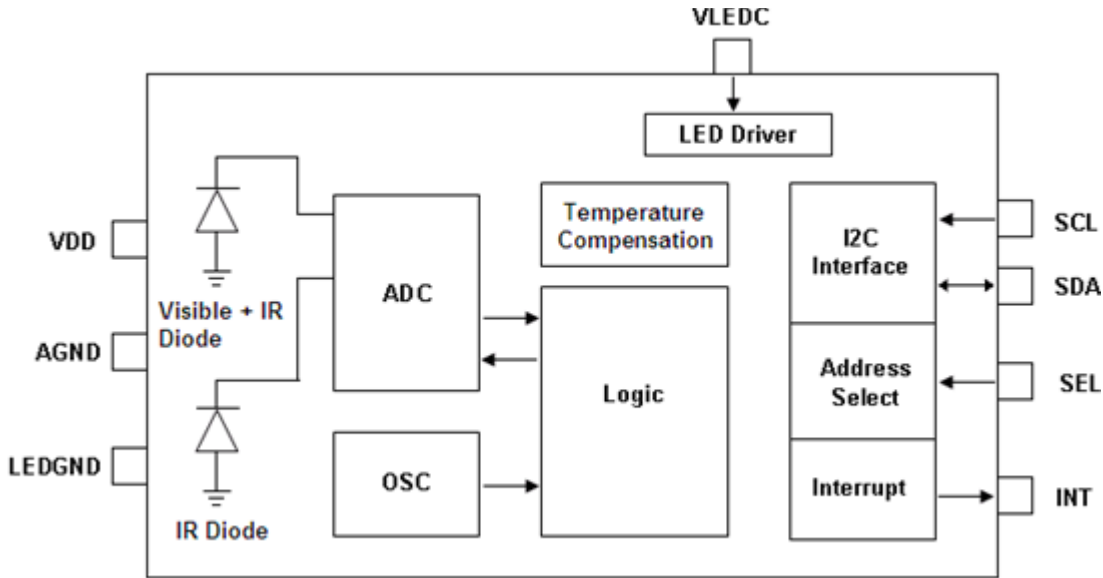 VLEDC
LED Driver
Temperature
Compensation
I2C
Interface
SCL
VDD
ADC
SDA
Visible + IR
Diode
AGND
Logic
Address
Select
SEL
LEDGND
OSC
Interrupt
INT
IR Diode